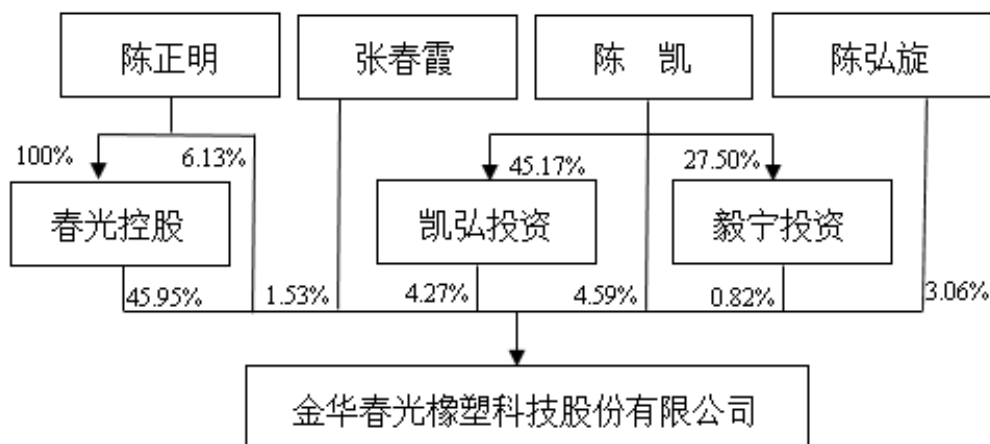 陈正明
张春霞
陈 凯
陈弘旋
100%
6.13%
45.17%
27.50%
春光控股
凯弘投资
毅宁投资
45.95%
1.53%
4.27%
4.59%
0.82%
3.06%
金华春光橡塑科技股份有限公司